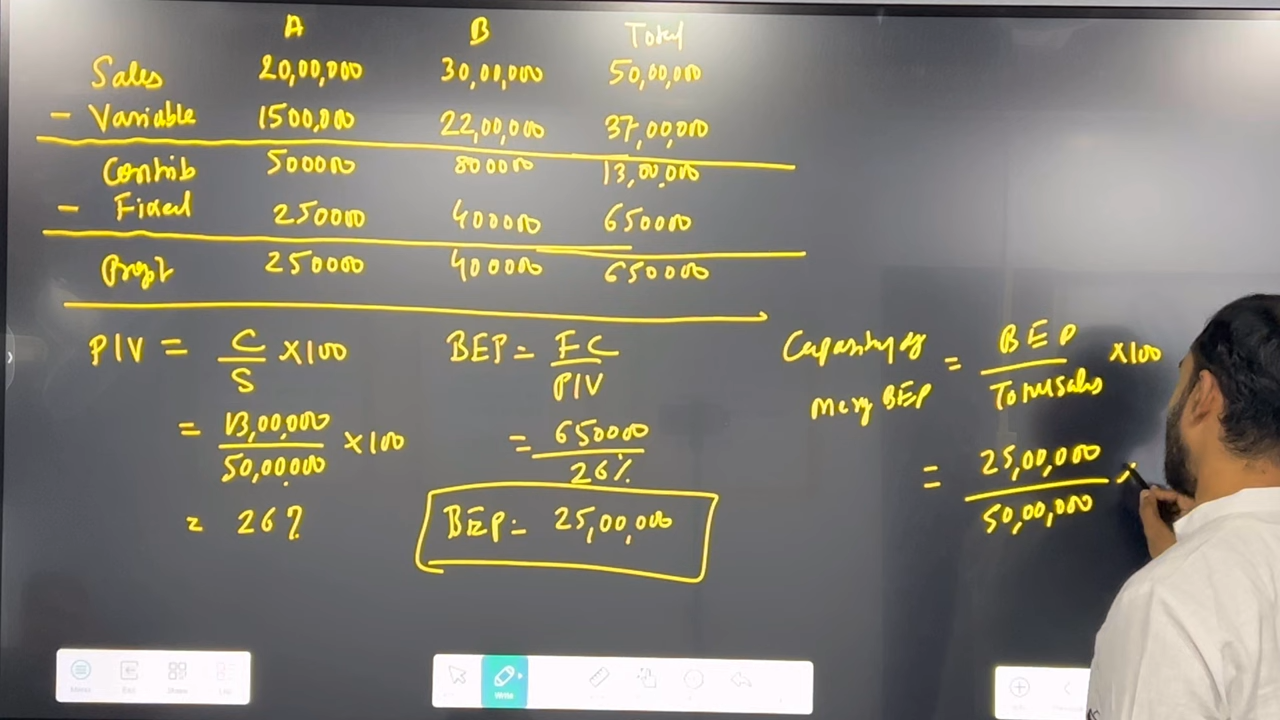 A B Total
Sales 20,00,000 30,00,000 50,00,000
- Variable 1500,000 22,00,000 37,00,000
Contrib 500000 800000 13,00,000
- Fixed 250000 400000 650000
Profit 250000 400000 650000
P/V = C/S ×100
= 13,00,000/50,00,000 ×100
= 26%
BEP = FC/P/V
= 650000/26%
BEP = 25,00,000
Capacity of Merg BEP = BEP/Total sales ×100
= 25,00,000/50,00,000 ×
Write
Share